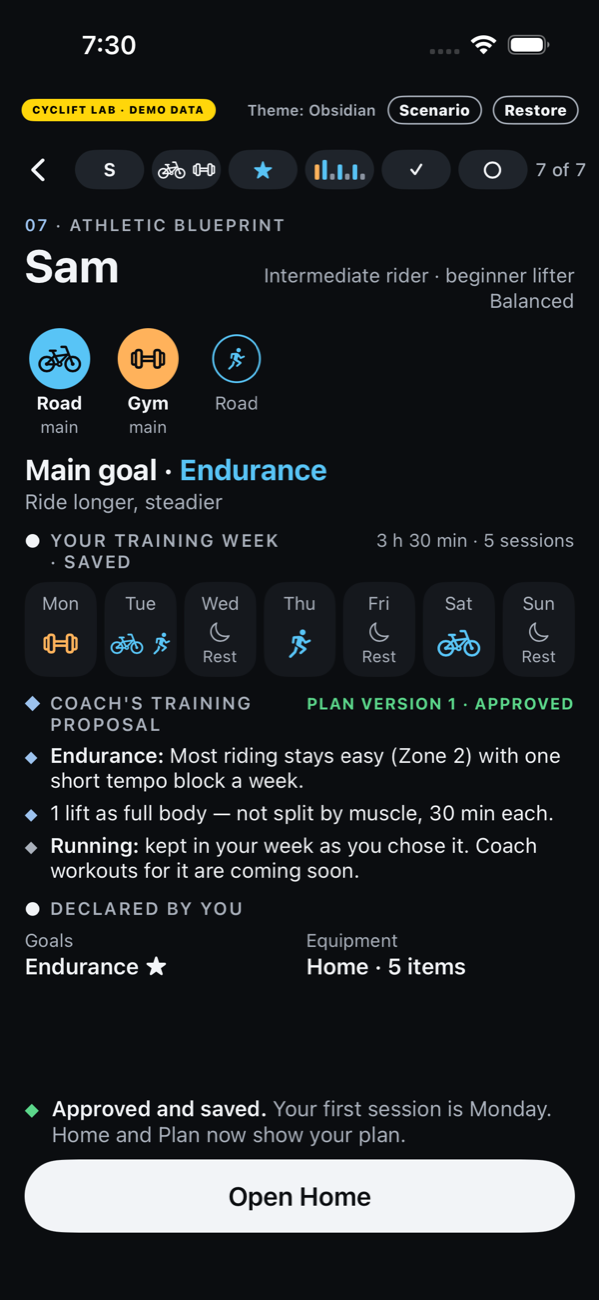 7:30
CYCLIFT LAB · DEMO DATA
Theme: Obsidian
Scenario
Restore
S
7 of 7
07 · ATHLETIC BLUEPRINT
Sam
Intermediate rider · beginner lifter
Balanced
Road
main
Gym
main
Road
Main goal · Endurance
Ride longer, steadier
YOUR TRAINING WEEK
· SAVED
3 h 30 min · 5 sessions
Mon
Tue
Wed
Rest
Thu
Fri
Rest
Sat
Sun
Rest
COACH'S TRAINING
PROPOSAL
PLAN VERSION 1 · APPROVED
Endurance: Most riding stays easy (Zone 2) with one
short tempo block a week.
1 lift as full body — not split by muscle, 30 min each.
Running: kept in your week as you chose it. Coach
workouts for it are coming soon.
DECLARED BY YOU
Goals
Endurance ★
Equipment
Home · 5 items
Approved and saved. Your first session is Monday.
Home and Plan now show your plan.
Open Home